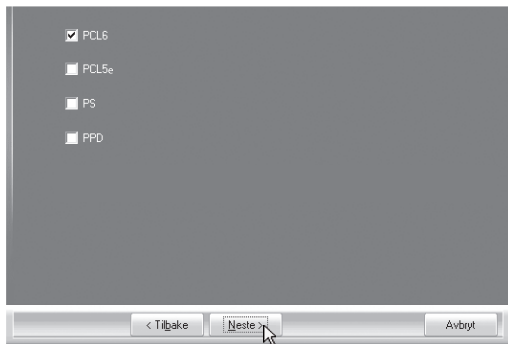 PCL6
PCL5e
PS
PPD
< Tilbake Neste > Avbryt